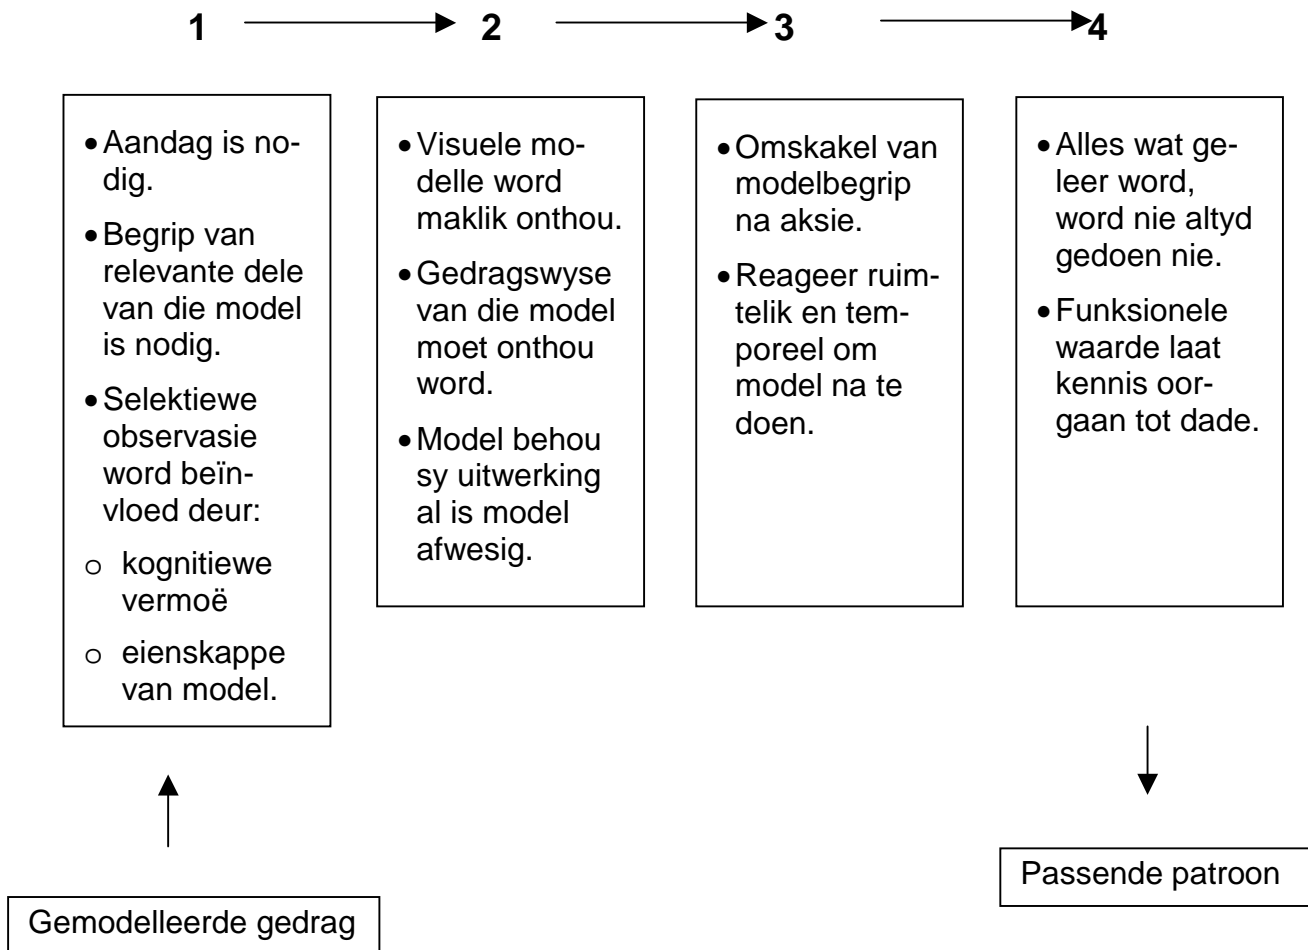 1 2 3 4
• Aandag is no-
dig.
• Begrip van
relevante dele
van die model
is nodig.
• Selektiewe
observasie
word beïn-
vloed deur:
o kognitiewe
vermoë
o eienskappe
van model.
• Visuele mo-
delle word
maklik onthou.
• Gedragswyse
van die model
moet onthou
word.
• Model behou
sy uitwerking
al is model
afwesig.
• Omskakel van
modelbegrip
na aksie.
• Reageer ruim-
telik en tem-
poreel om
model na te
doen.
• Alles wat ge-
leer word,
word nie altyd
gedoen nie.
• Funksionele
waarde laat
kennis oor-
gaan tot dade.
Gemodelleerde gedrag
Passende patroon